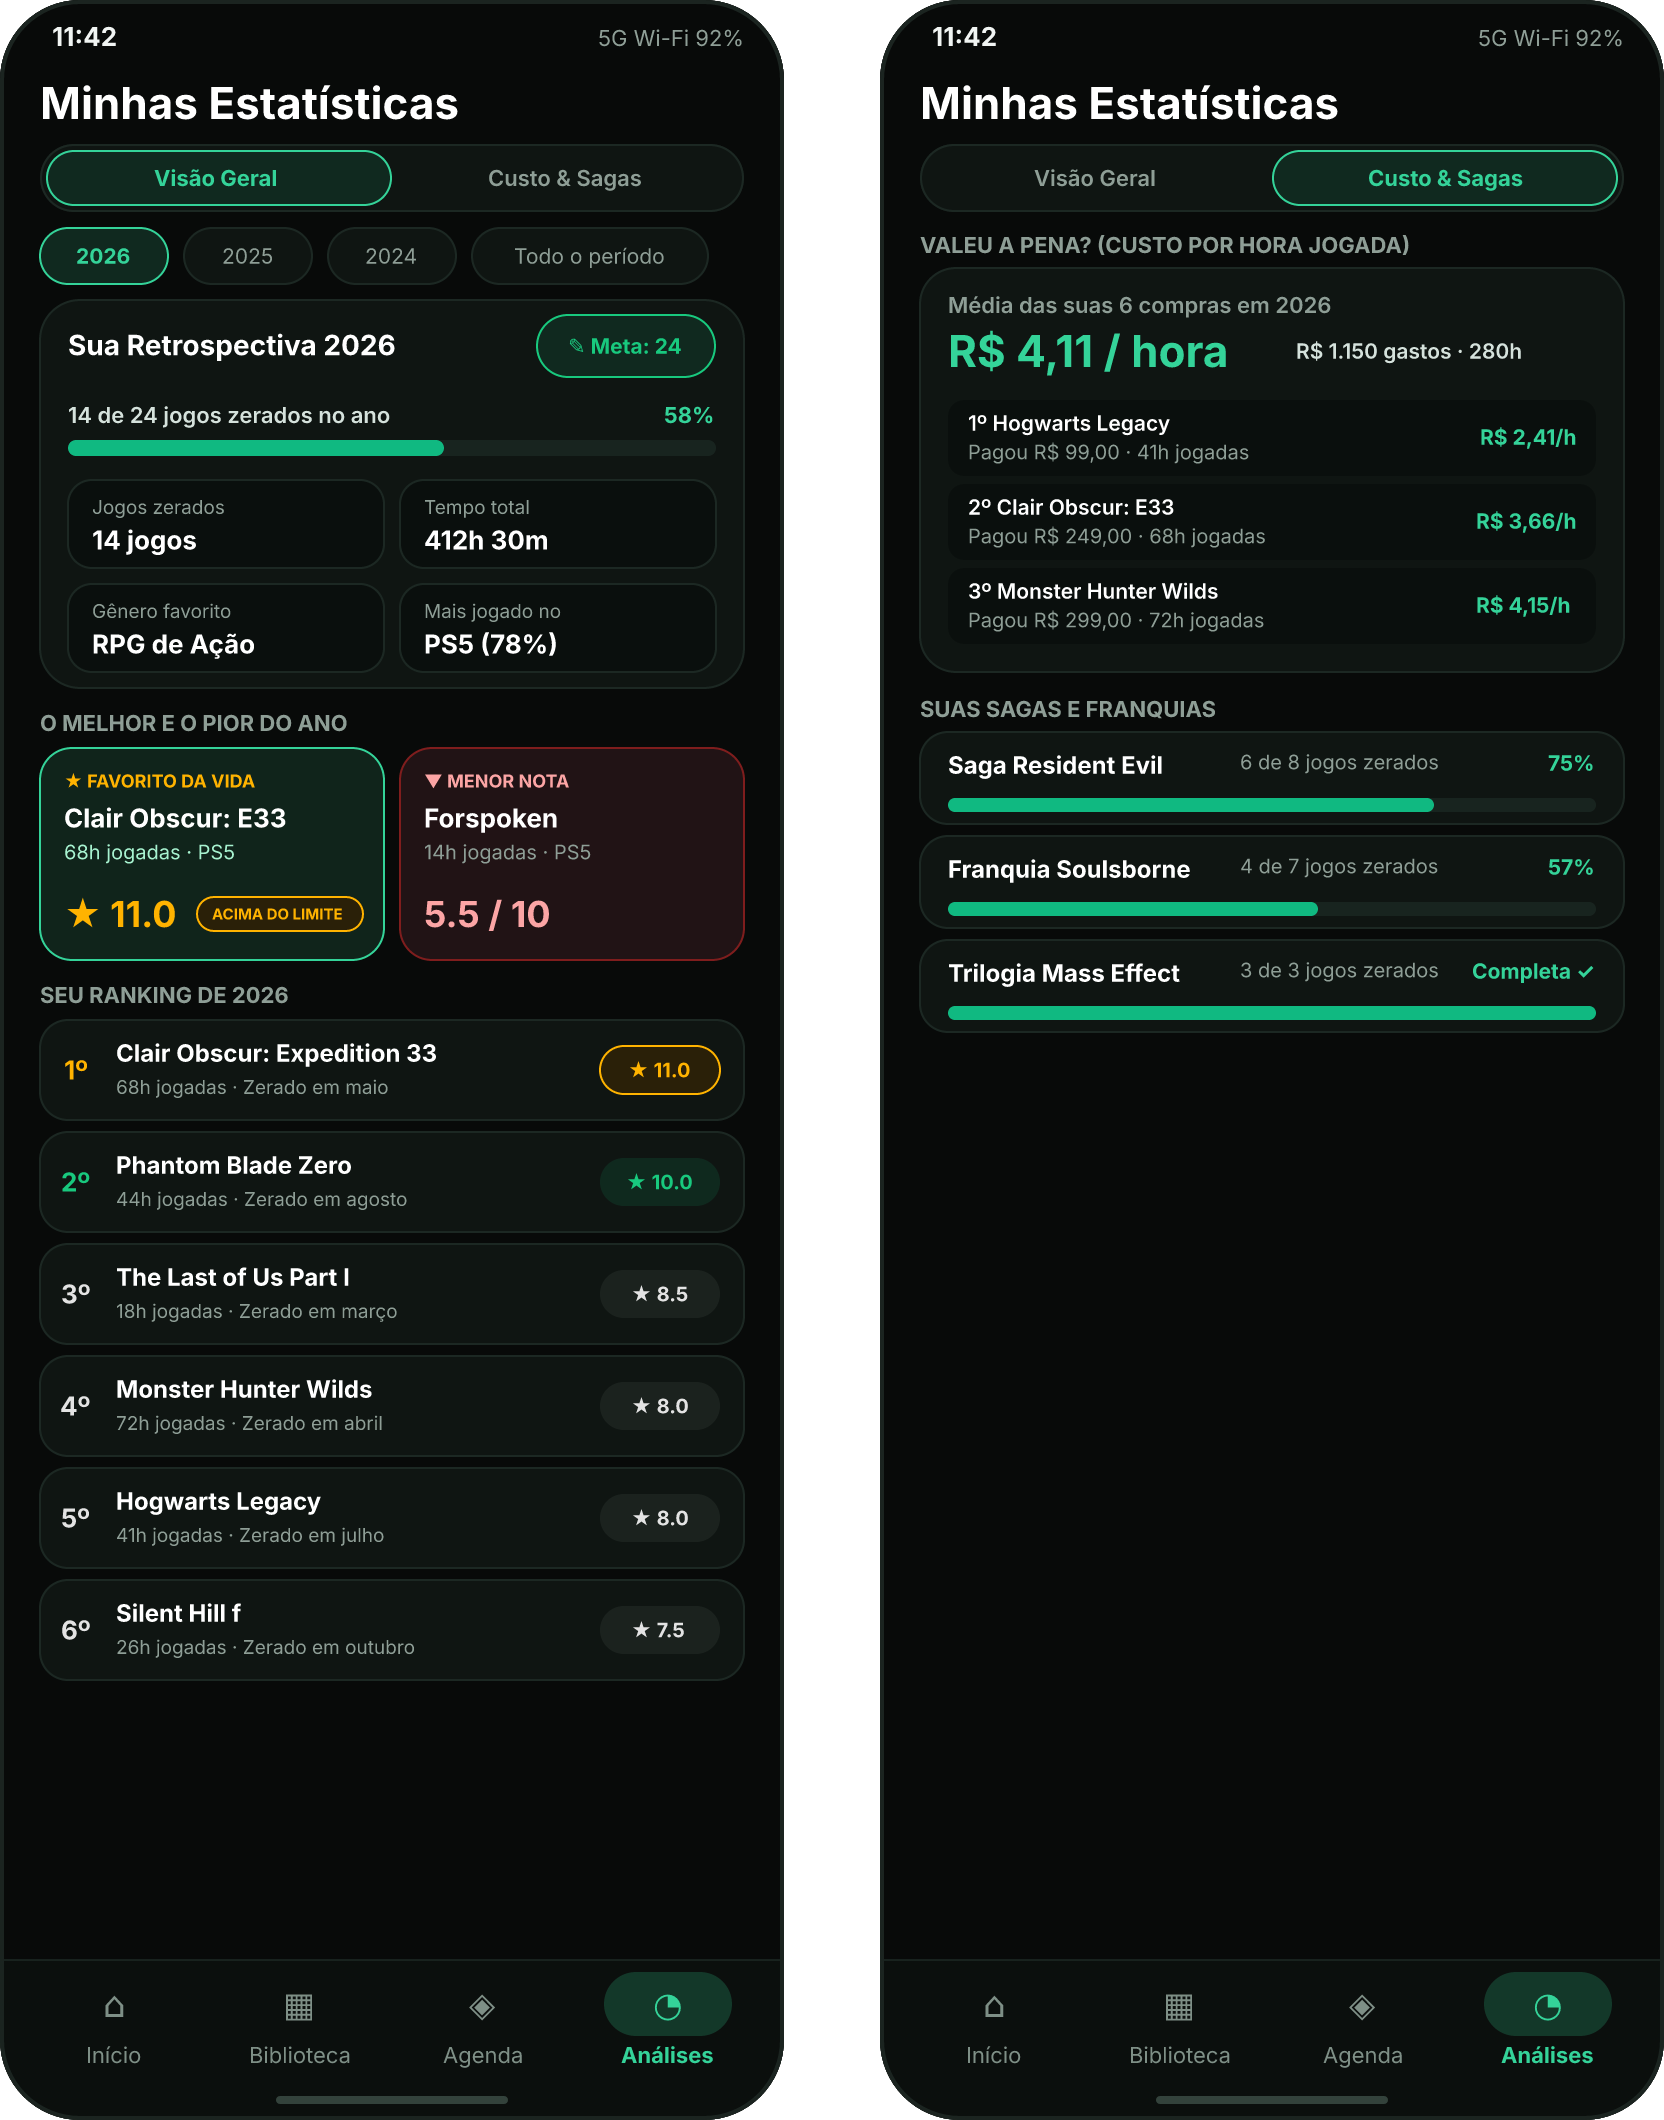 11:42
5G Wi-Fi 92%
Minhas Estatísticas
Visão Geral
Custo & Sagas
2026
2025
2024
Todo o período
Sua Retrospectiva 2026
✎ Meta: 24
14 de 24 jogos zerados no ano
58%
Jogos zerados
14 jogos
Tempo total
412h 30m
Gênero favorito
RPG de Ação
Mais jogado no
PS5 (78%)
O MELHOR E O PIOR DO ANO
★ FAVORITO DA VIDA
Clair Obscur: E33
68h jogadas · PS5
★ 11.0
ACIMA DO LIMITE
▼ MENOR NOTA
Forspoken
14h jogadas · PS5
5.5 / 10
SEU RANKING DE 2026
1º
Clair Obscur: Expedition 33
68h jogadas · Zerado em maio
★ 11.0
2º
Phantom Blade Zero
44h jogadas · Zerado em agosto
★ 10.0
3º
The Last of Us Part I
18h jogadas · Zerado em março
★ 8.5
4º
Monster Hunter Wilds
72h jogadas · Zerado em abril
★ 8.0
5º
Hogwarts Legacy
41h jogadas · Zerado em julho
★ 8.0
6º
Silent Hill f
26h jogadas · Zerado em outubro
★ 7.5
Início
Biblioteca
Agenda
Análises
11:42
5G Wi-Fi 92%
Minhas Estatísticas
Visão Geral
Custo & Sagas
VALEU A PENA? (CUSTO POR HORA JOGADA)
Média das suas 6 compras em 2026
R$ 4,11 / hora
R$ 1.150 gastos · 280h
1º Hogwarts Legacy
Pagou R$ 99,00 · 41h jogadas
R$ 2,41/h
2º Clair Obscur: E33
Pagou R$ 249,00 · 68h jogadas
R$ 3,66/h
3º Monster Hunter Wilds
Pagou R$ 299,00 · 72h jogadas
R$ 4,15/h
SUAS SAGAS E FRANQUIAS
Saga Resident Evil
6 de 8 jogos zerados
75%
Franquia Soulsborne
4 de 7 jogos zerados
57%
Trilogia Mass Effect
3 de 3 jogos zerados
Completa ✓
Início
Biblioteca
Agenda
Análises